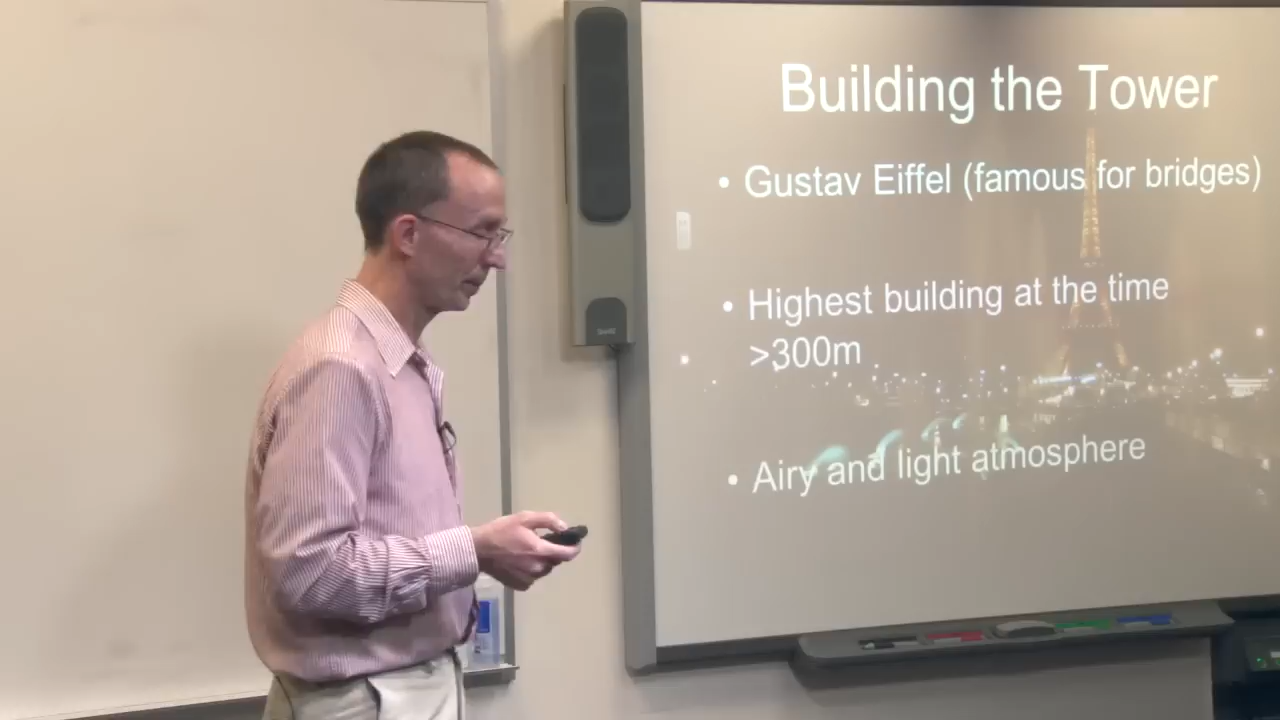 Building the Tower
• Gustav Eiffel (famous for bridges)
• Highest building at the time
>300m
• Airy and light atmosphere